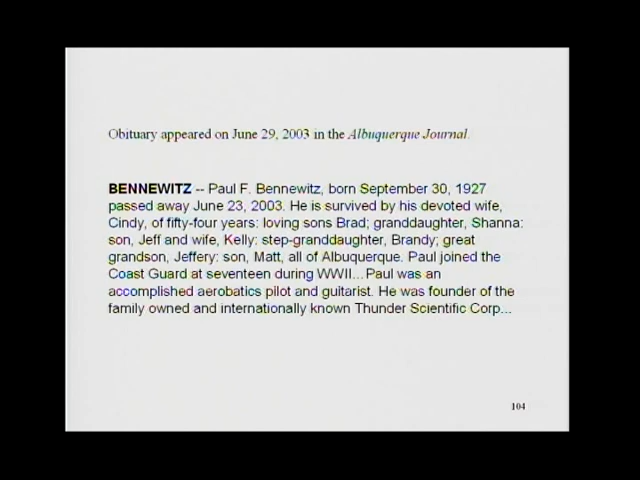 Obituary appeared on June 29, 2003 in the Albuquerque Journal.
BENNEWITZ -- Paul F. Bennewitz, born September 30, 1927
passed away June 23, 2003. He is survived by his devoted wife,
Cindy, of fifty-four years: loving sons Brad; granddaughter, Shanna:
son, Jeff and wife, Kelly: step-granddaughter, Brandy; great
grandson, Jeffery: son, Matt, all of Albuquerque. Paul joined the
Coast Guard at seventeen during WWII... Paul was an
accomplished aerobatics pilot and guitarist. He was founder of the
family owned and internationally known Thunder Scientific Corp...
104